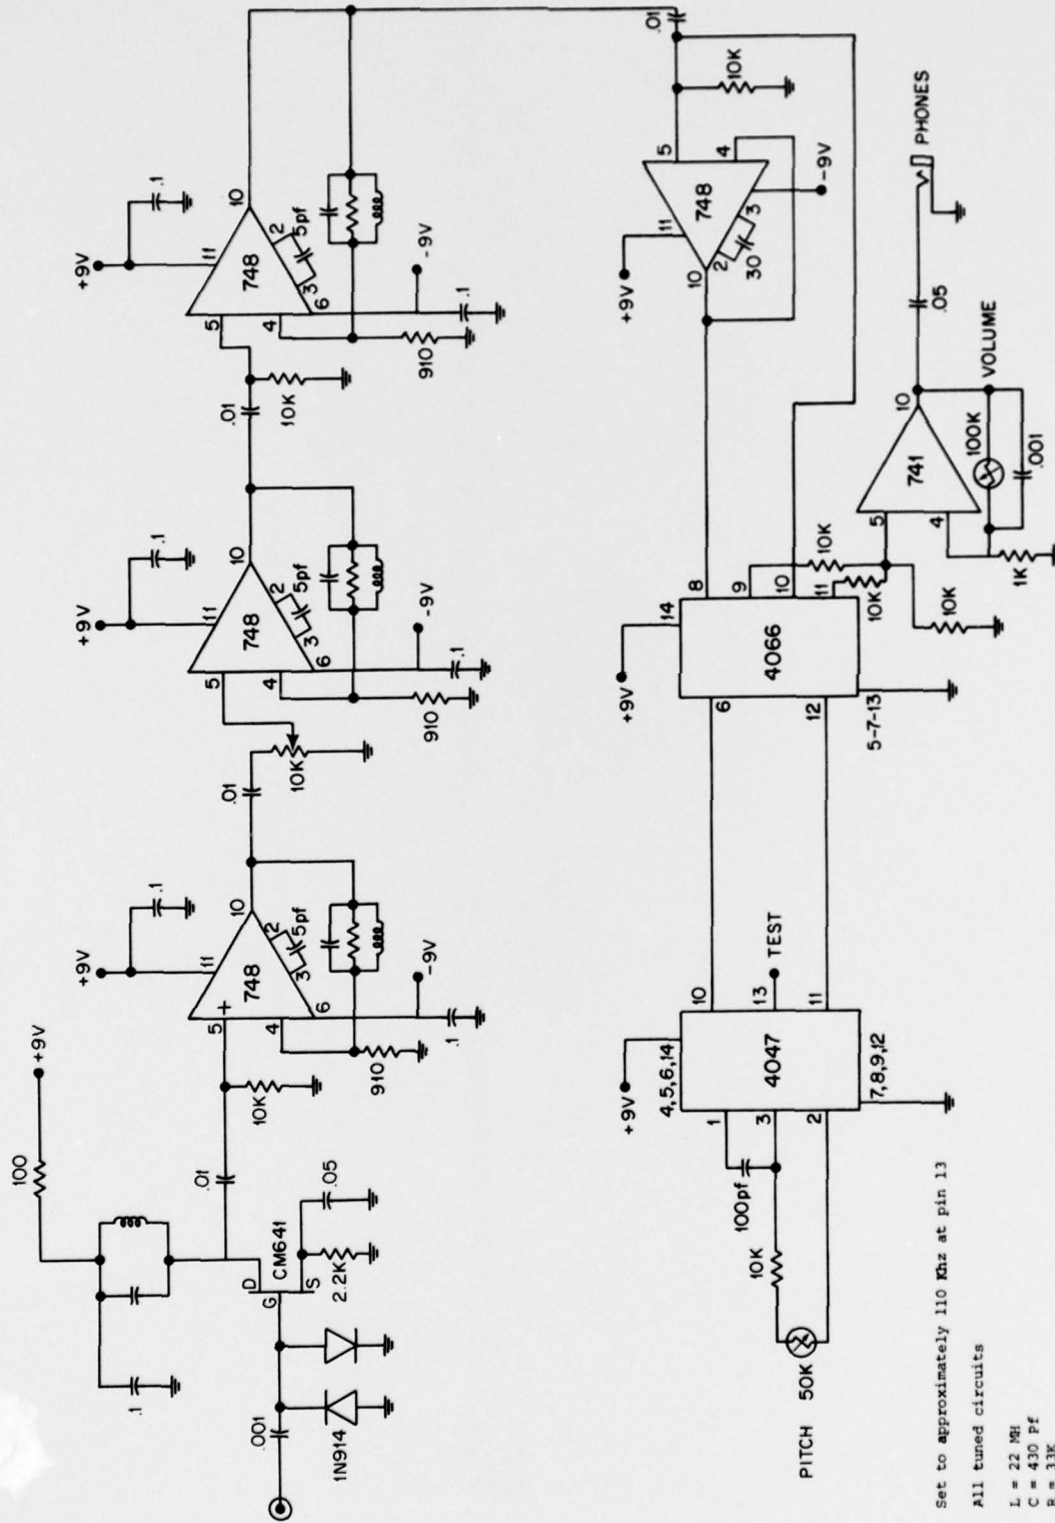 100
+9V
.1
.01
.001
1N914
D
G
S
CM641
2.2K
.05
10K
+9V
.1
11
5
+
748
10
4
2
3
5pf
6
-9V
.1
910
.01
10K
+9V
.1
11
5
748
10
4
2
3
5pf
6
-9V
.1
910
.01
10K
+9V
.1
11
5
748
10
4
2
3
5pf
6
-9V
.1
910
.01
10K
5
4
748
+9V
11
10
2
3
30
-9V
PITCH 50K
10K
100pf
1
3
2
+9V
4,5,6,14
4047
7,8,9,12
10
13
TEST
11
+9V
14
6
12
4066
5-7-13
8
9
10
11
10K
10K
10K
5
4
741
10
1K
100K
VOLUME
.001
.05
PHONES
Set to approximately 110 Khz at pin 13
All tuned circuits
L = 22 MH
C = 430 Pf
R = 33K